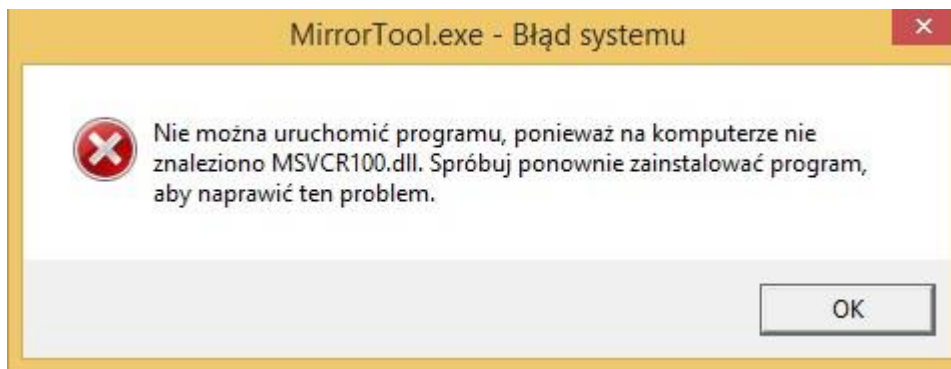 MirrorTool.exe - Błąd systemu
Nie można uruchomić programu, ponieważ na komputerze nie
znaleziono MSVCR100.dll. Spróbuj ponownie zainstalować program,
aby naprawić ten problem.
OK